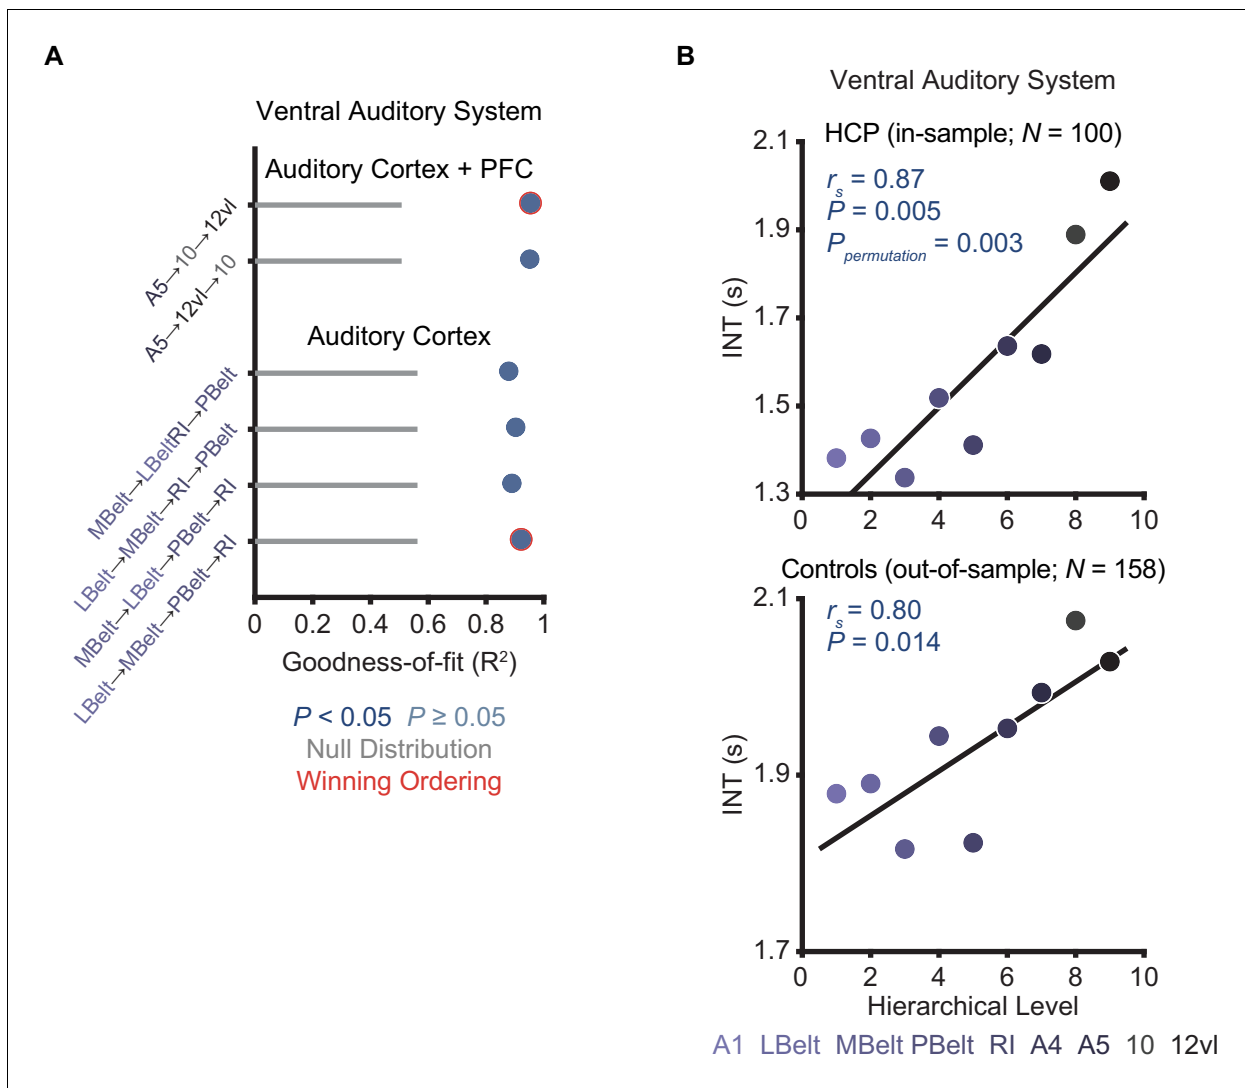 A
Ventral Auditory System
Auditory Cortex + PFC
A5→10→12vl
A5→12vl→10
Auditory Cortex
MBelt→LBeltRI→PBelt
LBelt→MBelt→RI→PBelt
MBelt→LBelt→PBelt→RI
LBelt→MBelt→PBelt→RI
0 0.2 0.4 0.6 0.8 1
Goodness-of-fit (R²)
P < 0.05 P ≥ 0.05
Null Distribution
Winning Ordering
B
Ventral Auditory System
HCP (in-sample; N = 100)
rs = 0.87
P = 0.005
Ppermutation = 0.003
INT (s)
2.1
1.9
1.7
1.5
1.3
0 2 4 6 8 10
Controls (out-of-sample; N = 158)
rs = 0.80
P = 0.014
INT (s)
2.1
1.9
1.7
0 2 4 6 8 10
Hierarchical Level
A1 LBelt MBelt PBelt RI A4 A5 10 12vl